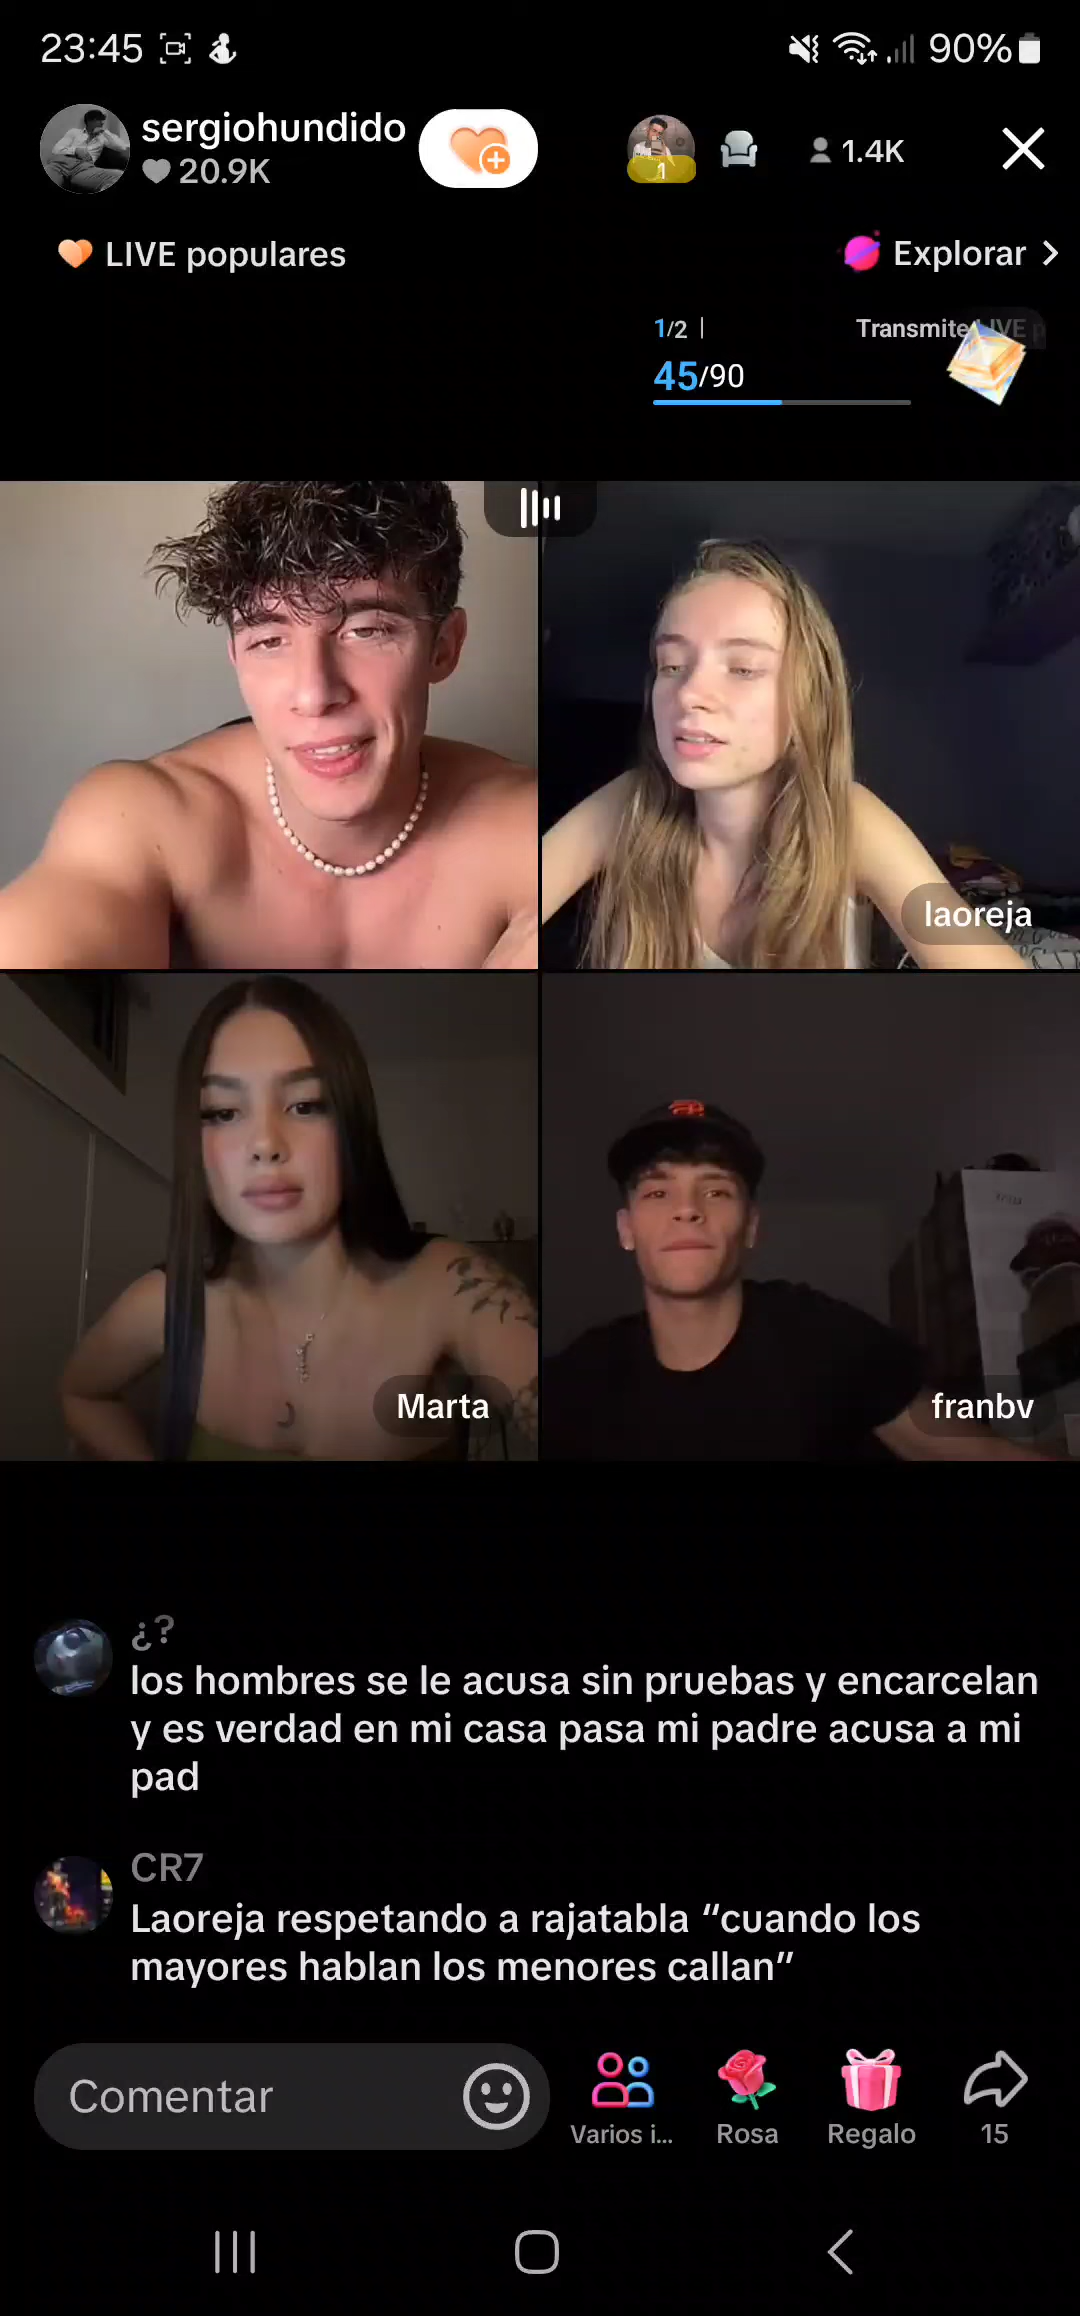 23:45
90%
sergiohundido
20.9K
1
1.4K
LIVE populares
Explorar
1/2
Transmite LIVE p
45/90
laoreja
Marta
franbv
¿?
los hombres se le acusa sin pruebas y encarcelan
y es verdad en mi casa pasa mi padre acusa a mi
pad
CR7
Laoreja respetando a rajatabla “cuando los
mayores hablan los menores callan”
Comentar
Varios i...
Rosa
Regalo
15